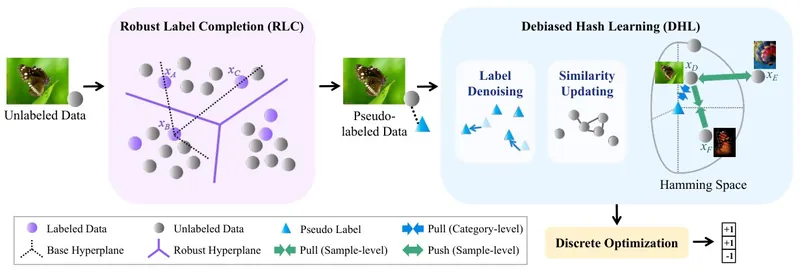 Robust Label Completion (RLC)
Debiased Hash Learning (DHL)
x_A
x_C
x_B
Unlabeled Data
Pseudo-
labeled Data
Label
Denoising
Similarity
Updating
x_D
x_E
x_F
Hamming Space
Labeled Data
Unlabeled Data
Pseudo Label
Pull (Category-level)
Base Hyperplane
Robust Hyperplane
Pull (Sample-level)
Push (Sample-level)
Discrete Optimization
+1
+1
-1